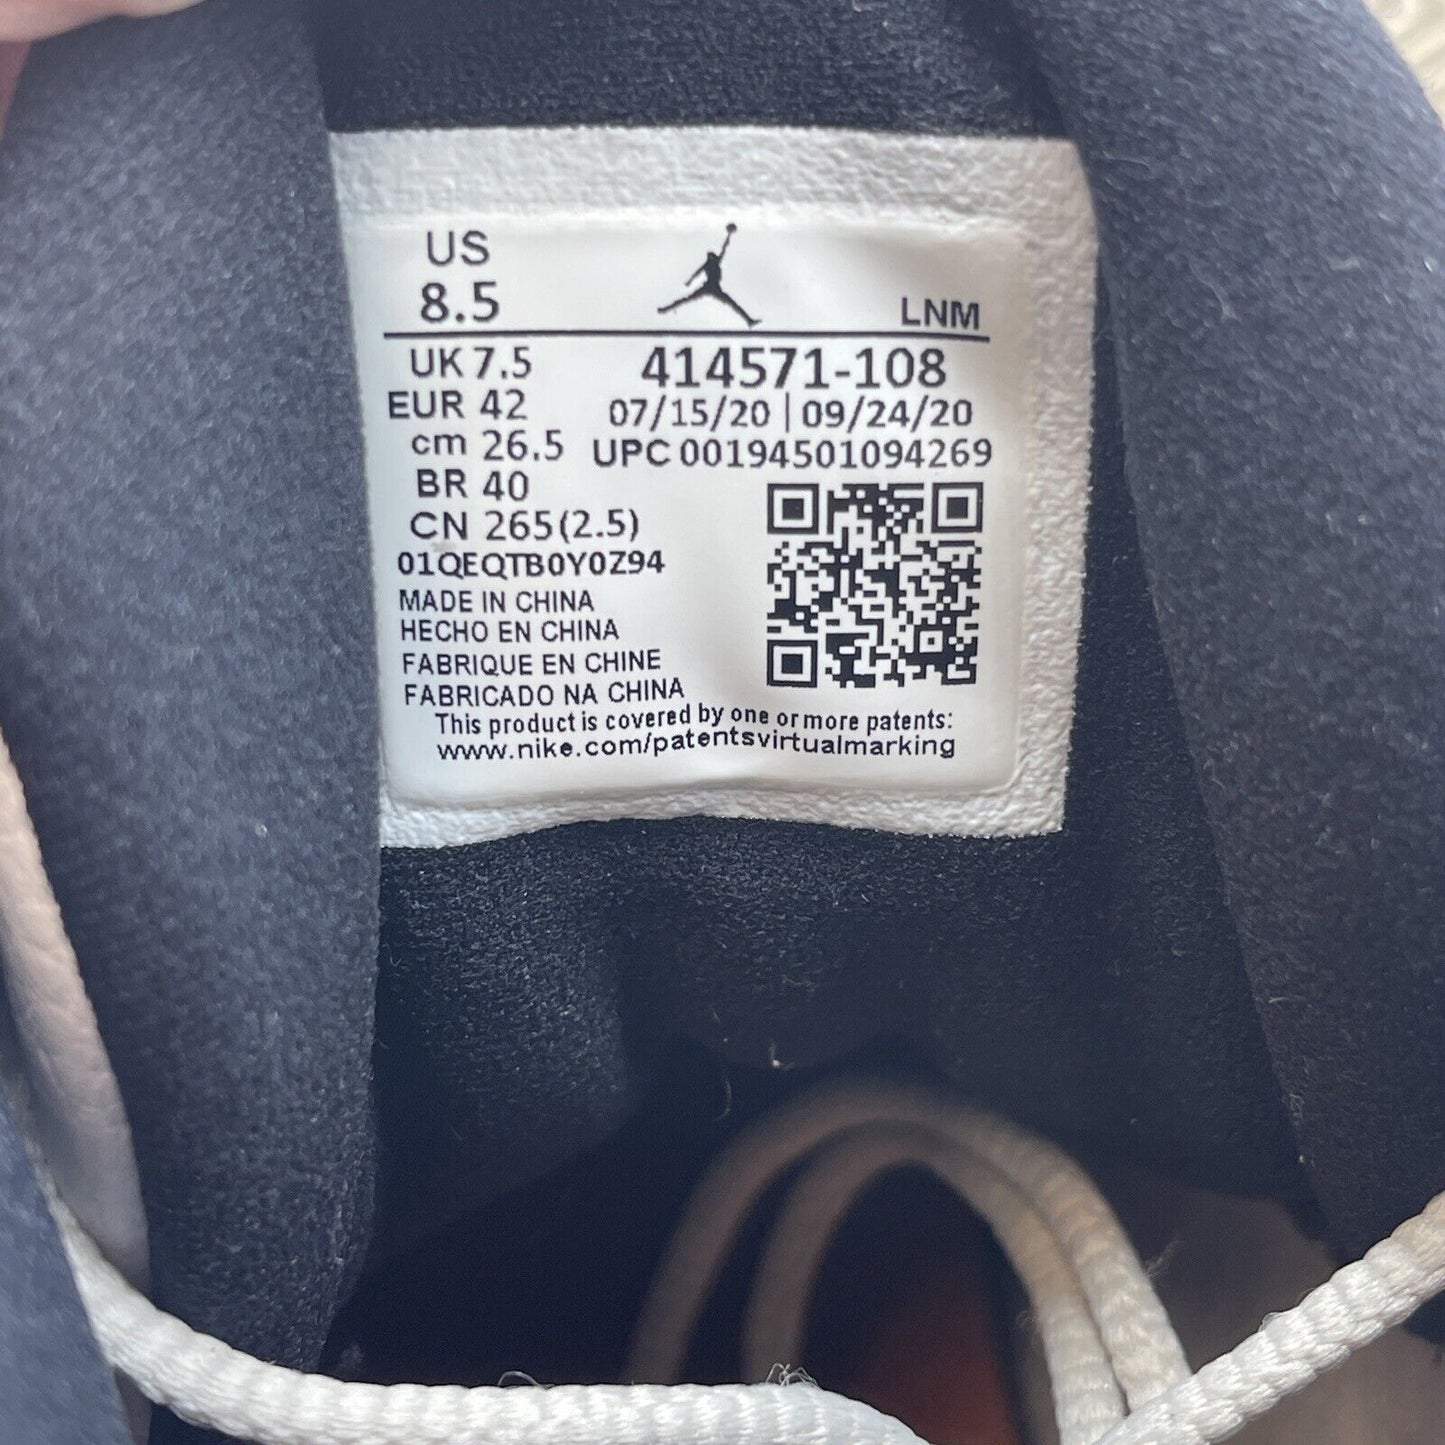 US
8.5
LNM
UK 7.5
414571-108
EUR 42
07/15/20 | 09/24/20
cm 26.5
UPC 00194501094269
BR 40
CN 265(2.5)
01QEQTB0Y0Z94
MADE IN CHINA
HECHO EN CHINA
FABRIQUE EN CHINE
FABRICADO NA CHINA
This product is covered by one or more patents:
www.nike.com/patentsvirtualmarking